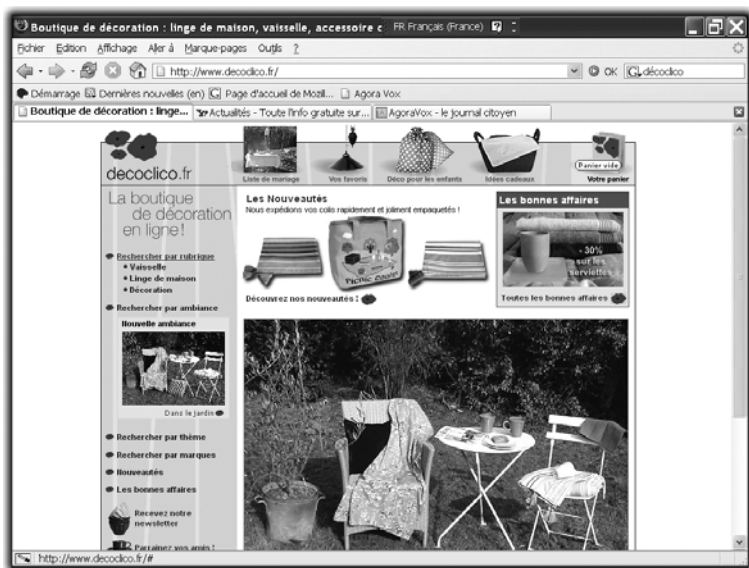 Boutique de décoration : linge de maison, vaisselle, accessoire c
FR Français (France)
Fichier Edition Affichage Aller à Marque-pages Outils ?
http://www.decoclico.fr/
OK
G
décoclico
Démarrage
Dernières nouvelles (en)
G
Page d'accueil de Mozil...
Agora Vox
Boutique de décoration : linge...
Actualités - Toute l'info gratuite sur...
AgoraVox - le journal citoyen
decoclico.fr
Liste de mariage
Vos favoris
Déco pour les enfants
Idées cadeaux
Panier vide
Votre panier
La boutique
de décoration
en ligne!
Rechercher par rubrique
Vaisselle
Linge de maison
Décoration
Rechercher par ambiance
Nouvelle ambiance
Dans le jardin
Rechercher par thème
Rechercher par marques
Nouveautés
Les bonnes affaires
Recevez notre
newsletter
Parrainez vos amis !
Les Nouveautés
Nous expédions vos colis rapidement et joliment empaquetés !
Découvrez nos nouveautés !
Les bonnes affaires
- 30%
sur les
serviettes
Toutes les bonnes affaires
http://www.decoclico.fr/#